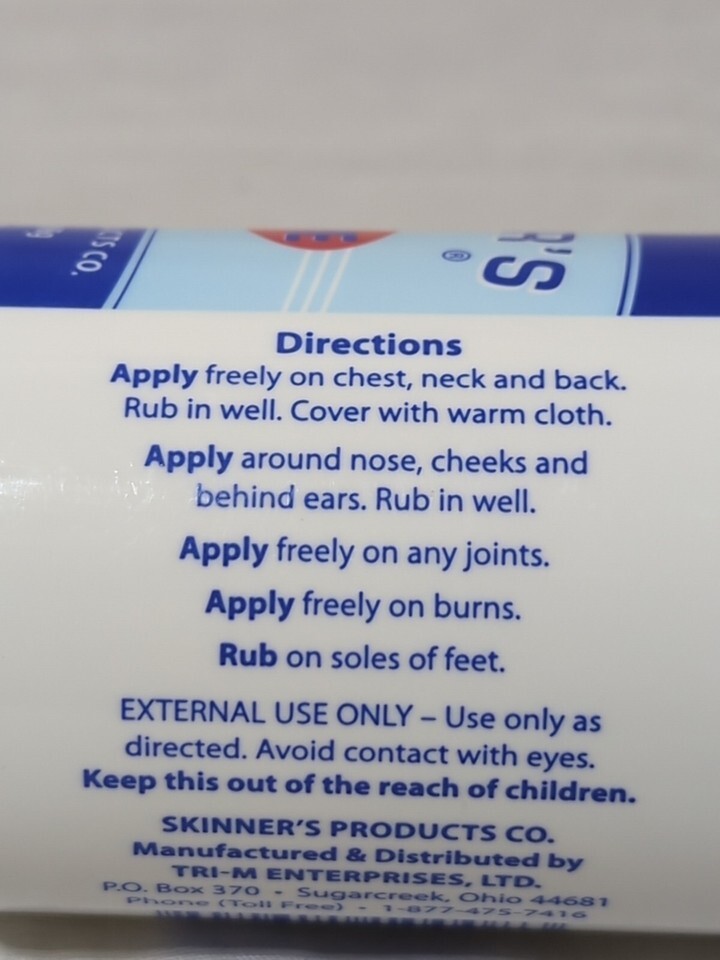 CTS CO.
R'S®
Directions
Apply freely on chest, neck and back.
Rub in well. Cover with warm cloth.
Apply around nose, cheeks and
behind ears. Rub in well.
Apply freely on any joints.
Apply freely on burns.
Rub on soles of feet.
EXTERNAL USE ONLY – Use only as
directed. Avoid contact with eyes.
Keep this out of the reach of children.
SKINNER'S PRODUCTS CO.
Manufactured & Distributed by
TRI-M ENTERPRISES, LTD.
P.O. Box 370 • Sugarcreek, Ohio 44681
Phone (Toll Free) • 1-877-475-7416